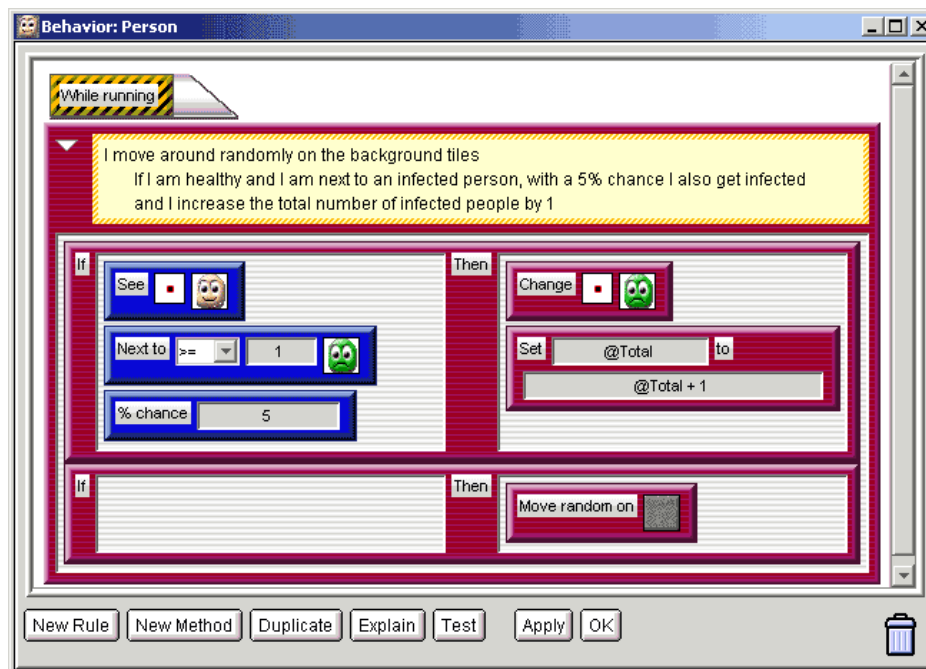 Behavior: Person
While running
I move around randomly on the background tiles
If I am healthy and I am next to an infected person, with a 5% chance I also get infected
and I increase the total number of infected people by 1
If
See
Next to >= 1
% chance 5
Then
Change
Set @Total to
@Total + 1
If
Then
Move random on
New Rule New Method Duplicate Explain Test Apply OK